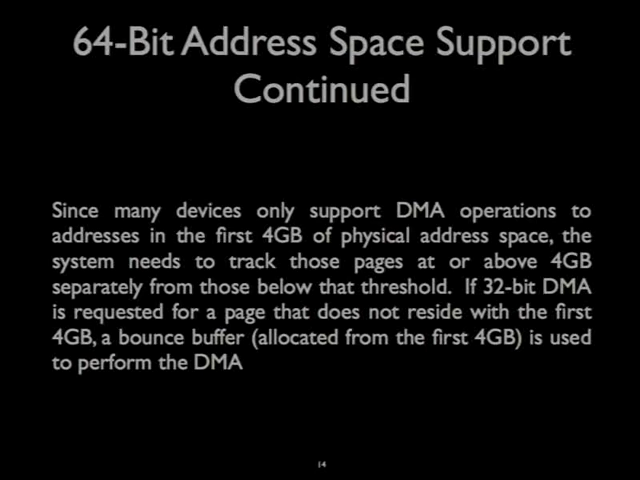 64-Bit Address Space Support
Continued
Since many devices only support DMA operations to
addresses in the first 4GB of physical address space, the
system needs to track those pages at or above 4GB
separately from those below that threshold.  If 32-bit DMA
is requested for a page that does not reside with the first
4GB, a bounce buffer (allocated from the first 4GB) is used
to perform the DMA
14